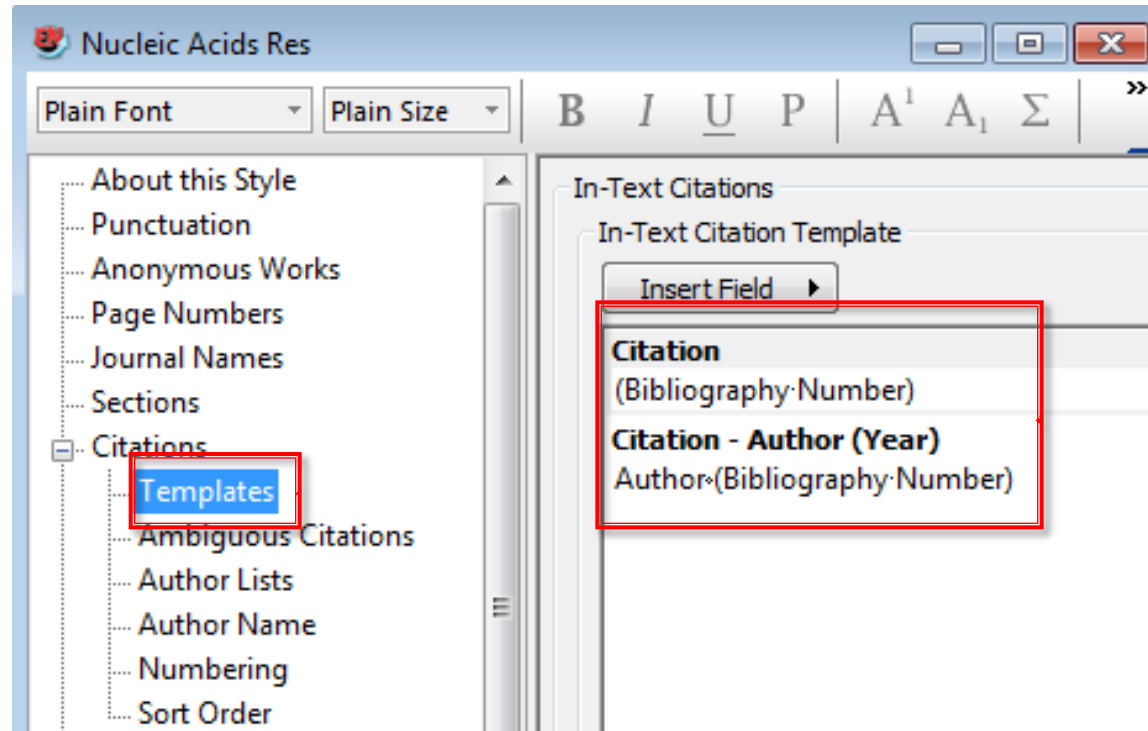 Nucleic Acids Res
Plain Font Plain Size B I U P A¹ A₁ Σ »
About this Style
Punctuation
Anonymous Works
Page Numbers
Journal Names
Sections
Citations
Templates
Ambiguous Citations
Author Lists
Author Name
Numbering
Sort Order
In-Text Citations
In-Text Citation Template
Insert Field
Citation
(Bibliography·Number)
Citation - Author (Year)
Author·(Bibliography·Number)